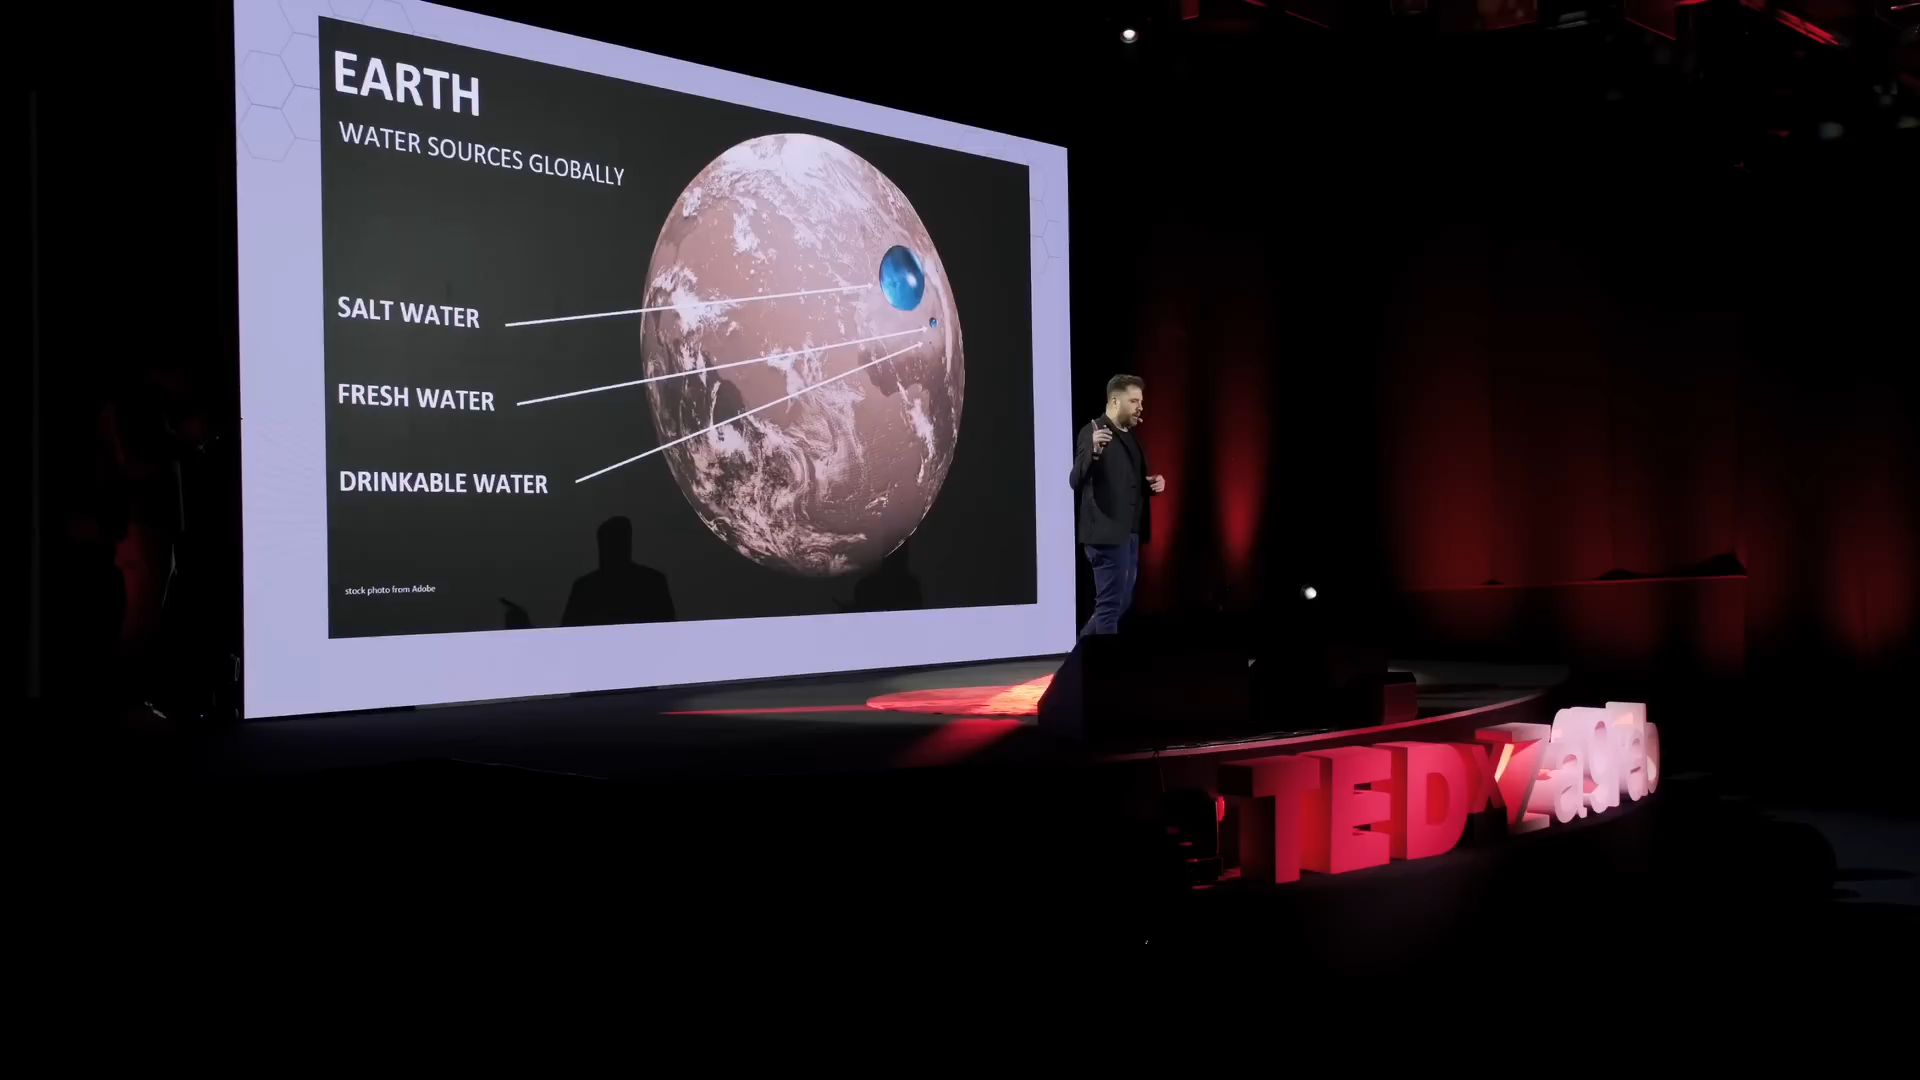 EARTH
WATER SOURCES GLOBALLY
SALT WATER
FRESH WATER
DRINKABLE WATER
stock photo from Adobe
TEDxZagreb